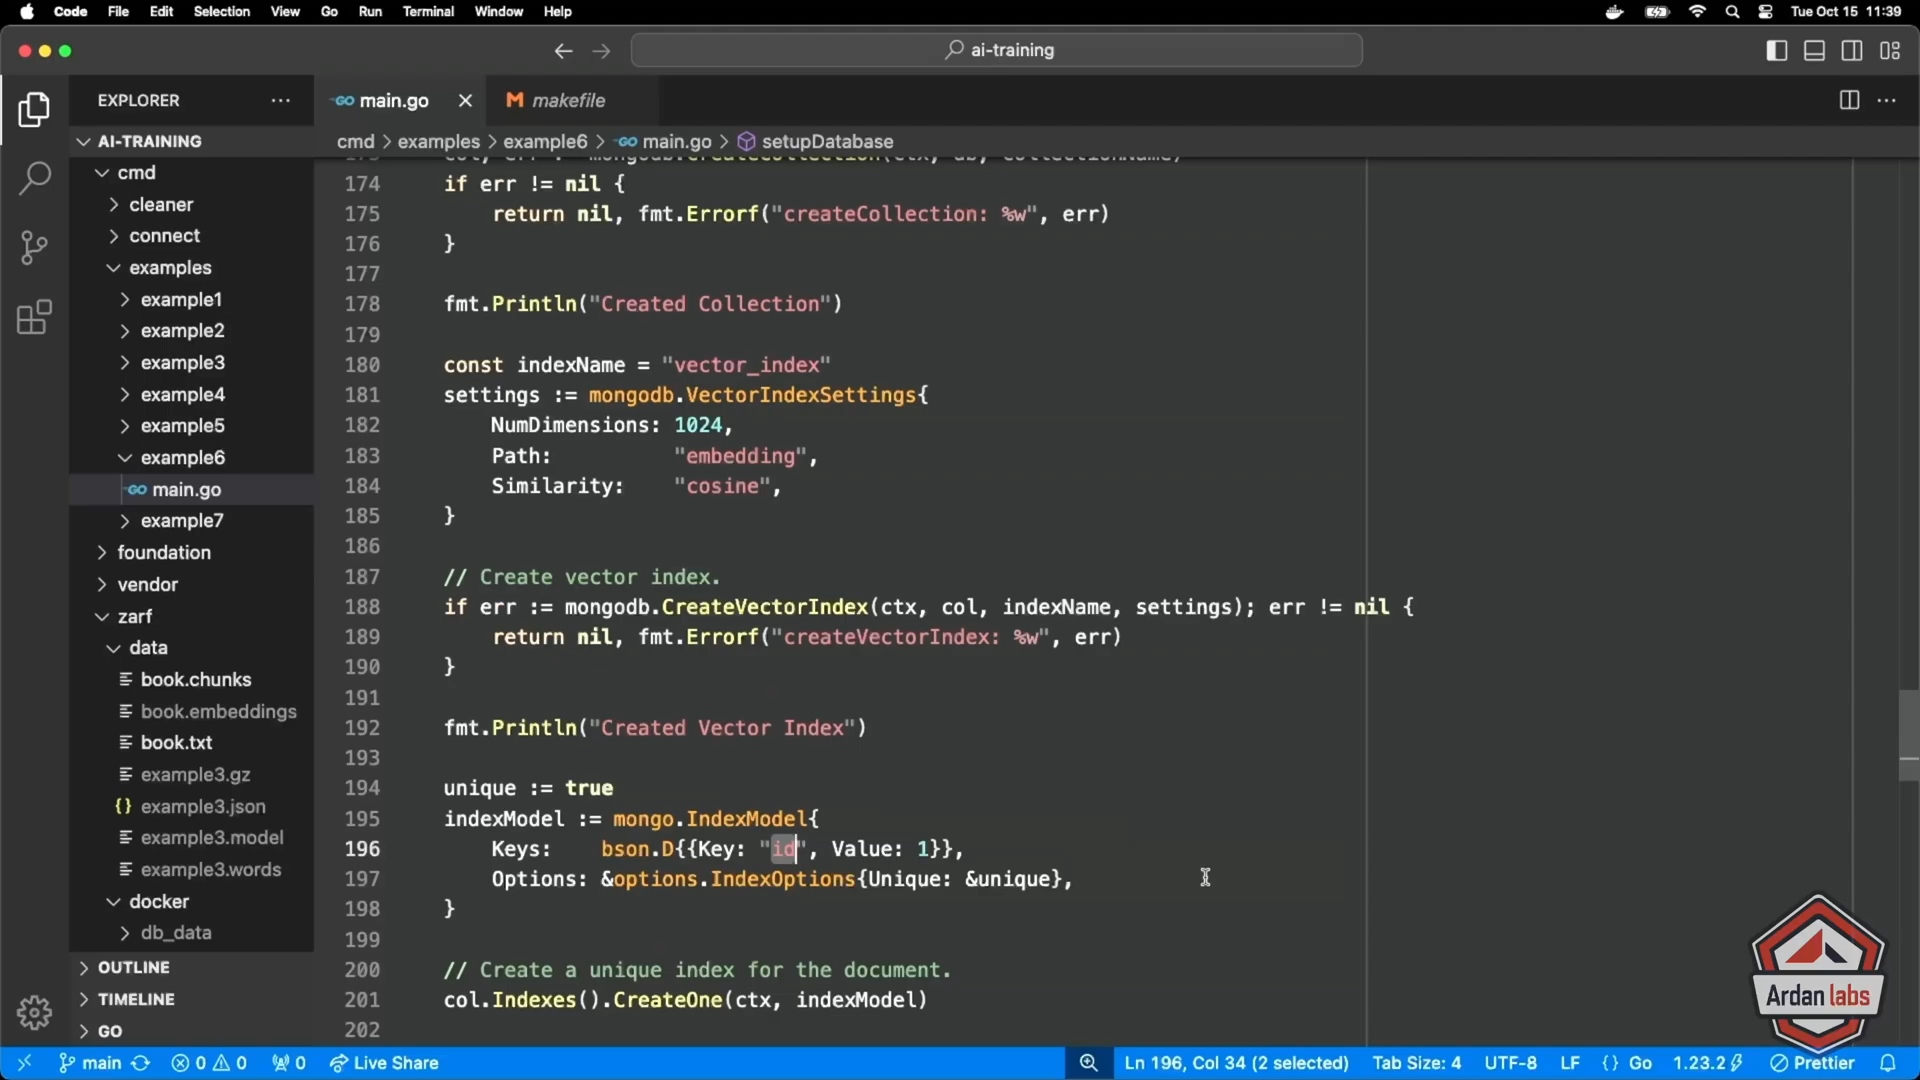 Code File Edit Selection View Go Run Terminal Window Help Tue Oct 15 11:39
ai-training
EXPLORER
main.go
makefile
AI-TRAINING
cmd > examples > example6 > main.go > setupDatabase
cmd
cleaner
connect
examples
example1
example2
example3
example4
example5
example6
main.go
example7
foundation
vendor
zarf
data
book.chunks
book.embeddings
book.txt
example3.gz
example3.json
example3.model
example3.words
docker
db_data
OUTLINE
TIMELINE
GO
174 if err != nil {
175 return nil, fmt.Errorf("createCollection: %w", err)
176 }
177
178 fmt.Println("Created Collection")
179
180 const indexName = "vector_index"
181 settings := mongodb.VectorIndexSettings{
182 NumDimensions: 1024,
183 Path: "embedding",
184 Similarity: "cosine",
185 }
186
187 // Create vector index.
188 if err := mongodb.CreateVectorIndex(ctx, col, indexName, settings); err != nil {
189 return nil, fmt.Errorf("createVectorIndex: %w", err)
190 }
191
192 fmt.Println("Created Vector Index")
193
194 unique := true
195 indexModel := mongo.IndexModel{
196 Keys: bson.D{{Key: "id", Value: 1}},
197 Options: &options.IndexOptions{Unique: &unique},
198 }
199
200 // Create a unique index for the document.
201 col.Indexes().CreateOne(ctx, indexModel)
202
Ardan labs
main 0 0 0 Live Share Ln 196, Col 34 (2 selected) Tab Size: 4 UTF-8 LF {} Go 1.23.2 Prettier